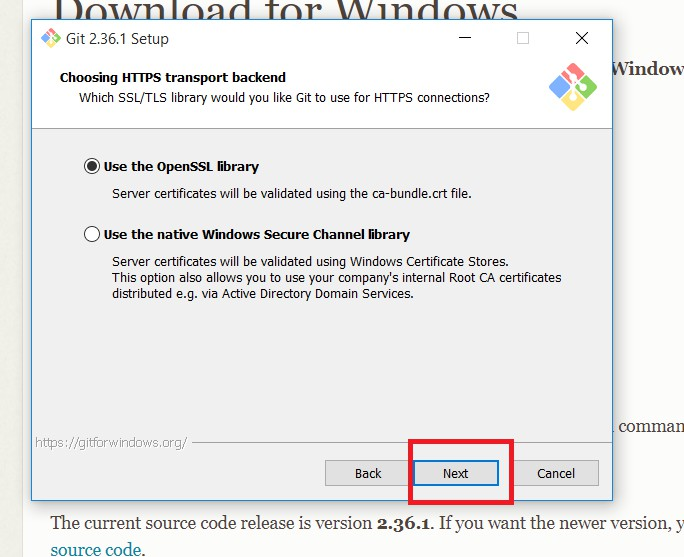 Download for Windows
Git 2.36.1 Setup
Choosing HTTPS transport backend
Which SSL/TLS library would you like Git to use for HTTPS connections?
Window
Use the OpenSSL library
Server certificates will be validated using the ca-bundle.crt file.
Use the native Windows Secure Channel library
Server certificates will be validated using Windows Certificate Stores.
This option also allows you to use your company's internal Root CA certificates
distributed e.g. via Active Directory Domain Services.
comman
https://gitforwindows.org/
Back Next Cancel
The current source code release is version 2.36.1. If you want the newer version, y
source code.